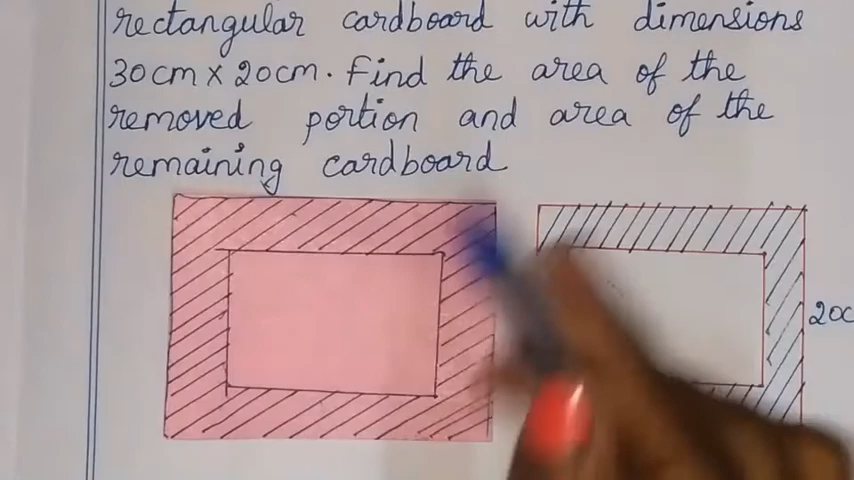 rectangular cardboard with dimensions
30cm x 20cm. Find the area of the
removed portion and area of the
remaining cardboard
20c